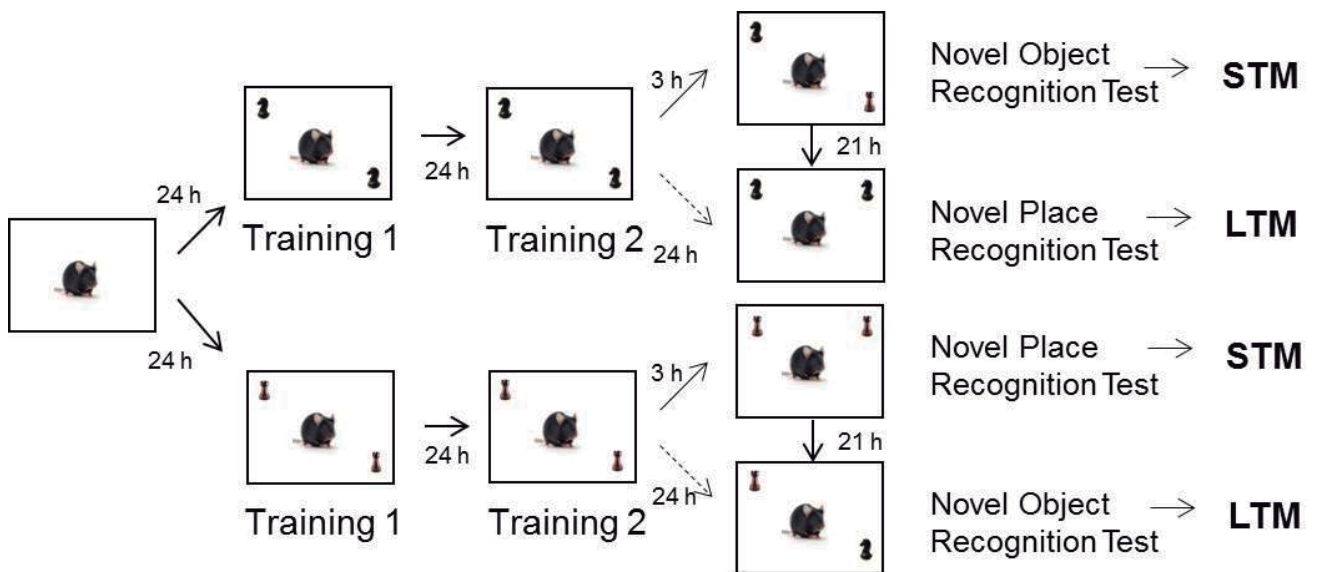 24 h
24 h
Training 1
24 h
Training 2
3 h
24 h
21 h
Novel Object
Recognition Test
STM
Novel Place
Recognition Test
LTM
Training 1
24 h
Training 2
3 h
24 h
21 h
Novel Place
Recognition Test
STM
Novel Object
Recognition Test
LTM